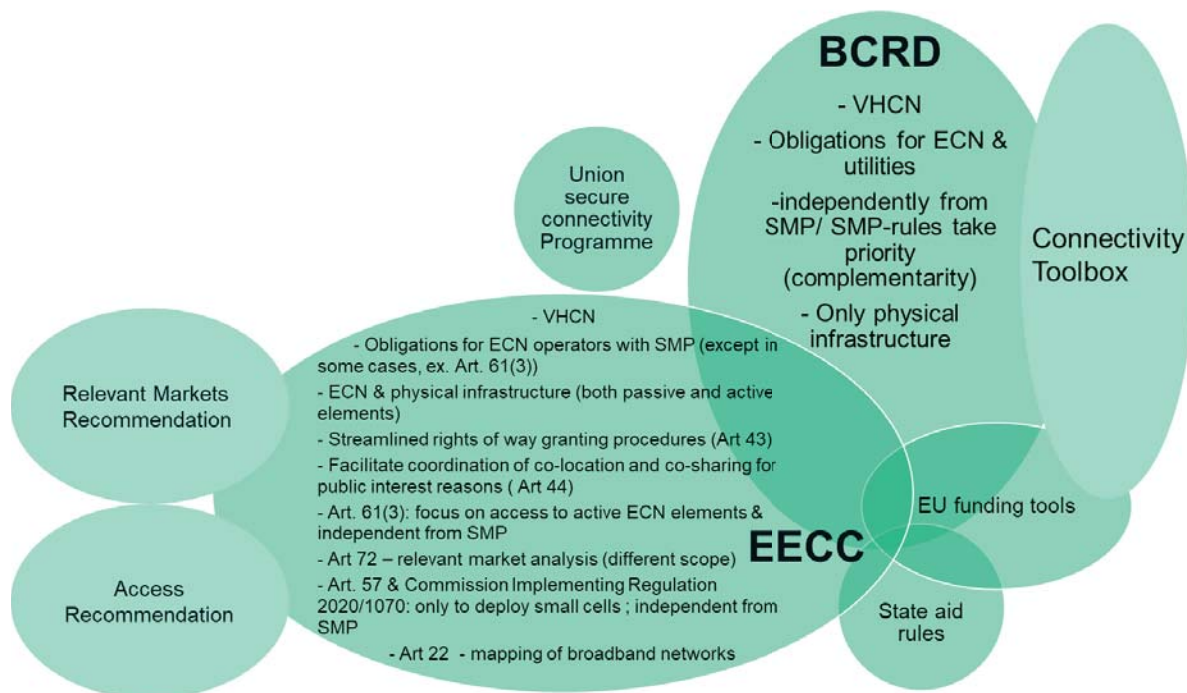 BCRD
- VHCN
- Obligations for ECN &
utilities
-independently from
SMP/ SMP-rules take
priority
(complementarity)
- Only physical
infrastructure
Connectivity
Toolbox
Union
secure
connectivity
Programme
Relevant Markets
Recommendation
Access
Recommendation
- VHCN
- Obligations for ECN operators with SMP (except in
some cases, ex. Art. 61(3))
- ECN & physical infrastructure (both passive and active
elements)
- Streamlined rights of way granting procedures (Art 43)
- Facilitate coordination of co-location and co-sharing for
public interest reasons ( Art 44)
- Art. 61(3): focus on access to active ECN elements &
independent from SMP
- Art 72 – relevant market analysis (different scope)
- Art. 57 & Commission Implementing Regulation
2020/1070: only to deploy small cells ; independent from
SMP
- Art 22 - mapping of broadband networks
EECC
EU funding tools
State aid
rules